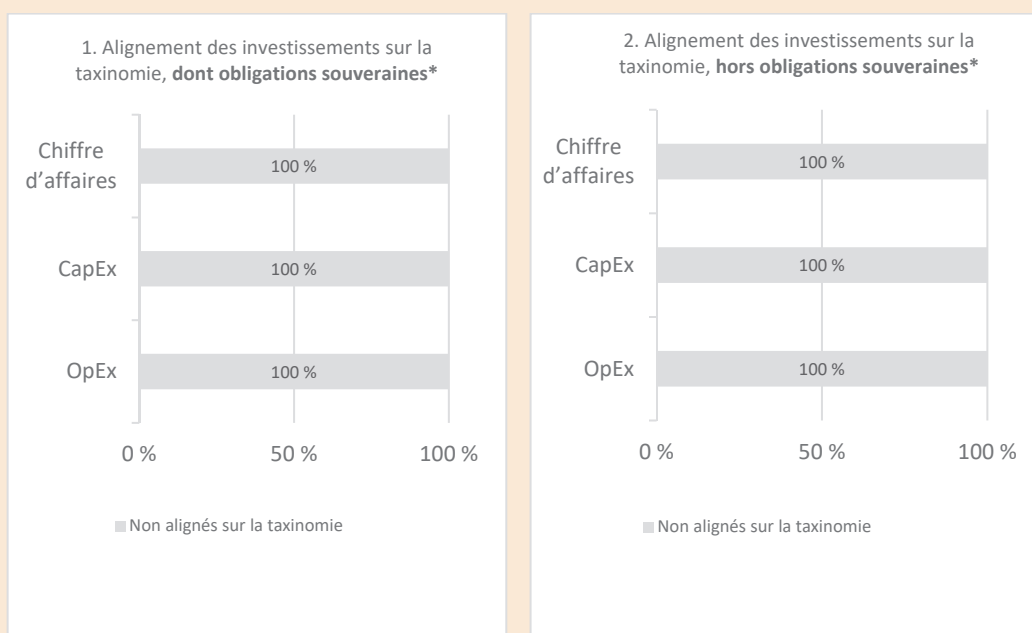 1. Alignement des investissements sur la
taxinomie, dont obligations souveraines*
Chiffre
d’affaires
100 %
CapEx
100 %
OpEx
100 %
0 %
50 %
100 %
Non alignés sur la taxinomie
2. Alignement des investissements sur la
taxinomie, hors obligations souveraines*
Chiffre
d’affaires
100 %
CapEx
100 %
OpEx
100 %
0 %
50 %
100 %
Non alignés sur la taxinomie